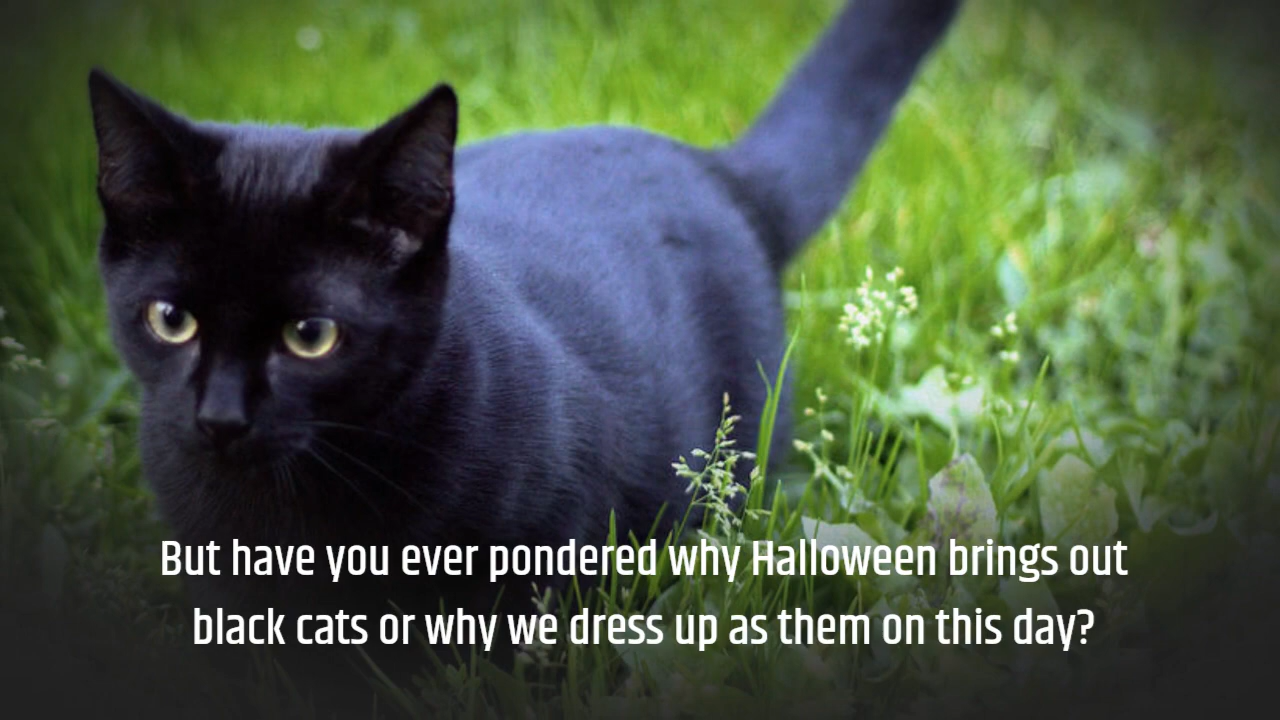 But have you ever pondered why Halloween brings out
black cats or why we dress up as them on this day?